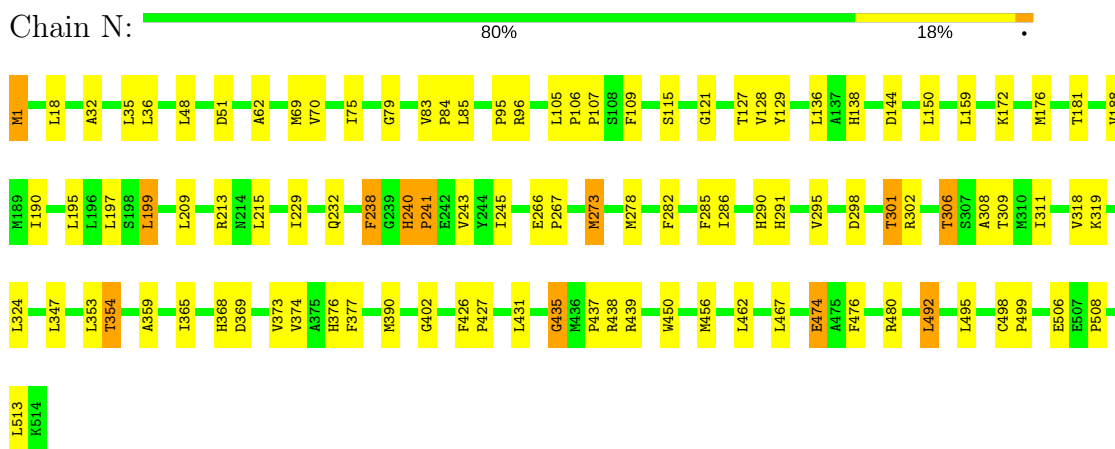 Chain N:
80% 18% •
M1 L18 A32 L35 L36 L48 D51 A62 M69 V70 I75 G79 V83 P84 L85 P95 R96 L105 P106 P107 S108 F109 S115 G121 T127 V128 Y129 L136 A137 H138 D144 L150 L159 K172 M176 T181 V188
M189 I190 L195 L196 L197 S198 L199 L209 R213 N214 L215 I229 Q232 F238 G239 H240 P241 E242 V243 Y244 I245 E266 P267 M273 M278 F282 F285 I286 H290 H291 V295 D298 T301 R302 T306 S307 A308 T309 M310 I311 V318 K319
L324 L347 L353 T354 A359 I365 H368 D369 V373 V374 A375 H376 F377 M390 G402 F426 P427 L431 G435 M436 P437 R438 R439 W450 M456 L462 L467 E474 A475 F476 R480 L492 L495 C498 P499 E506 E507 P508
L513 K514